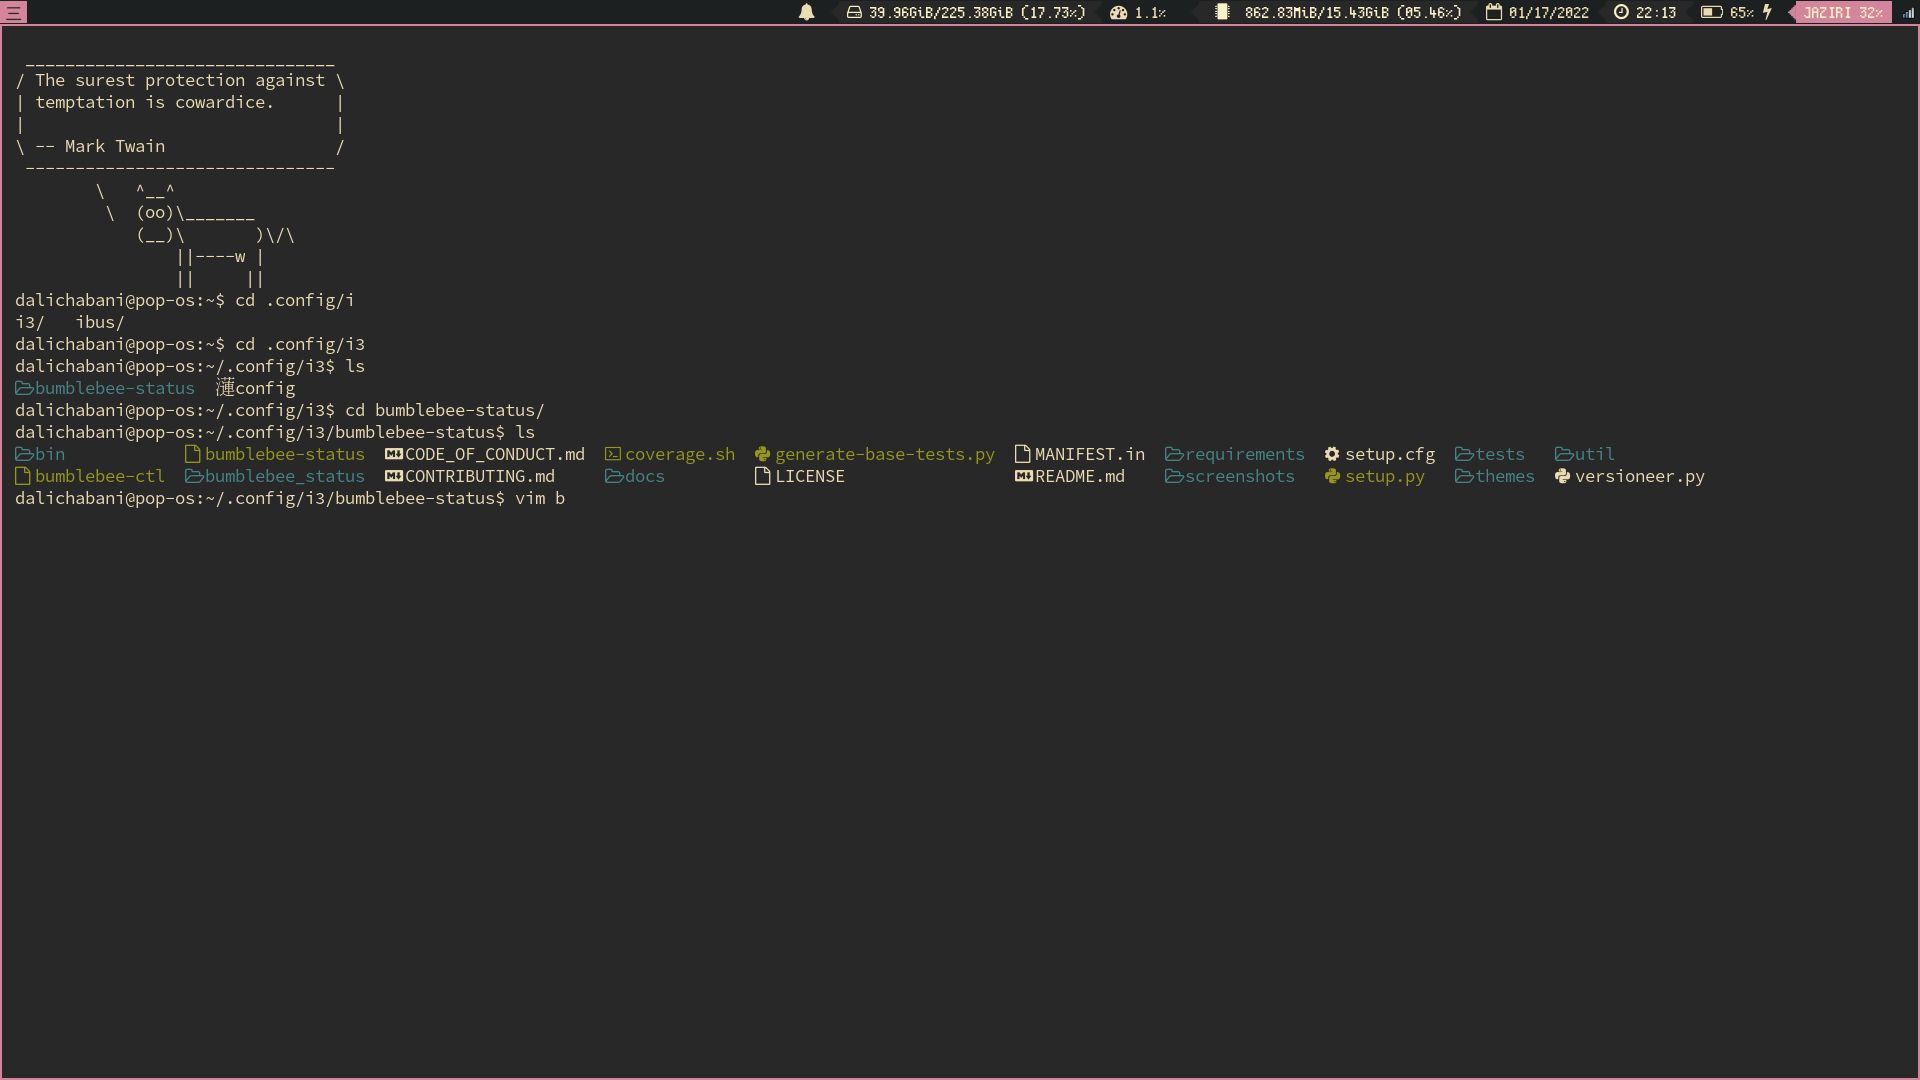 三 39.96GiB/225.38GiB (17.73%) 1.1% 862.83MiB/15.43GiB (05.46%) 01/17/2022 22:13 65% JAZIRI 32%
_______________________________
/ The surest protection against \
| temptation is cowardice.      |
|                               |
\ -- Mark Twain                 /
 -------------------------------
        \   ^__^
         \  (oo)\_______
            (__)\       )\/\
                ||----w |
                ||     ||
dalichabani@pop-os:~$ cd .config/i
i3/   ibus/
dalichabani@pop-os:~$ cd .config/i3
dalichabani@pop-os:~/.config/i3$ ls
bumblebee-status  config
dalichabani@pop-os:~/.config/i3$ cd bumblebee-status/
dalichabani@pop-os:~/.config/i3/bumblebee-status$ ls
bin  bumblebee-status  CODE_OF_CONDUCT.md  coverage.sh  generate-base-tests.py  MANIFEST.in  requirements  setup.cfg  tests  util
bumblebee-ctl  bumblebee_status  CONTRIBUTING.md  docs  LICENSE  README.md  screenshots  setup.py  themes  versioneer.py
dalichabani@pop-os:~/.config/i3/bumblebee-status$ vim b